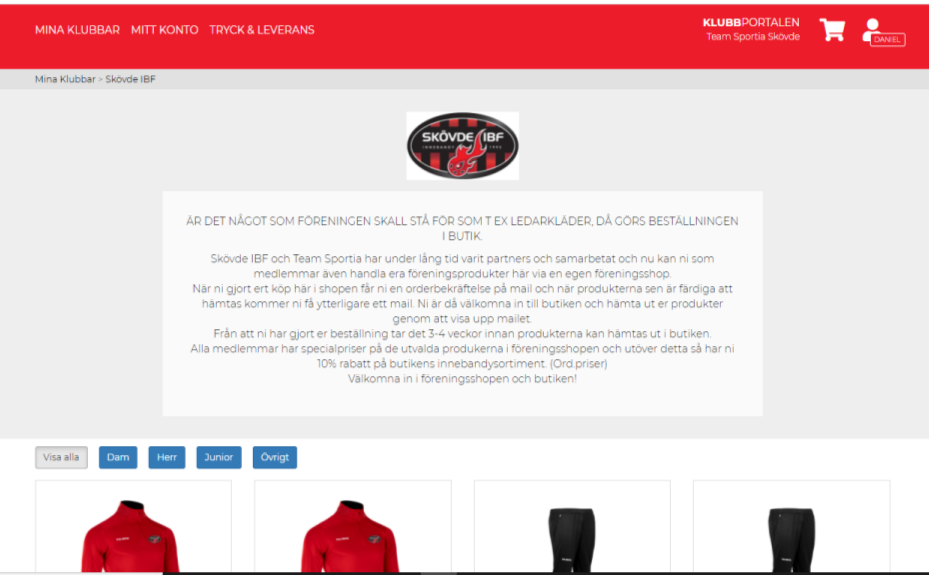 MINA KLUBBAR MITT KONTO TRYCK & LEVERANS
KLUBBPORTALEN
Team Sportia Skövde
DANIEL
Mina Klubbar > Skövde IBF
SKÖVDE IBF
INNEBANDY 1992
ÄR DET NÅGOT SOM FÖRENINGEN SKALL STÅ FÖR SOM T EX LEDARKLÄDER, DÅ GÖRS BESTÄLLNINGEN
I BUTIK.
Skövde IBF och Team Sportia har under lång tid varit partners och samarbetat och nu kan ni som
medlemmar även handla era föreningsprodukter här via en egen föreningsshop.
När ni gjort ert köp här i shopen får ni en orderbekräftelse på mail och när produkterna sen är färdiga att
hämtas kommer ni få ytterligare ett mail. Ni är då välkomna in till butiken och hämta ut er produkter
genom att visa upp mailet.
Från att ni har gjort er beställning tar det 3-4 veckor innan produkterna kan hämtas ut i butiken.
Alla medlemmar har specialpriser på de utvalda produkerna i föreningsshopen och utöver detta så har ni
10% rabatt på butikens innebandysortiment. (Ord.priser)
Välkomna in i föreningsshopen och butiken!
Visa alla Dam Herr Junior Övrigt